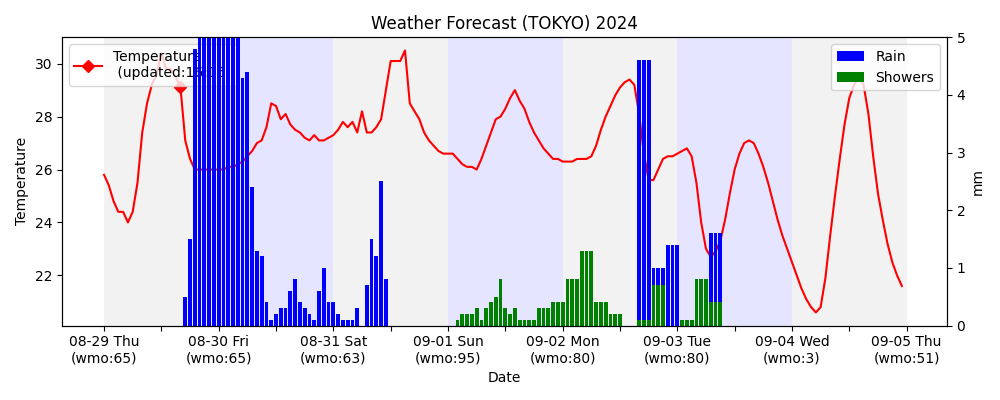 Weather Forecast (TOKYO) 2024
Temperature
(updated:
Rain
Showers
Temperature
30
28
26
24
22
5
4
3
2
1
0
mm
08-29 Thu
(wmo:65)
08-30 Fri
(wmo:65)
08-31 Sat
(wmo:63)
09-01 Sun
(wmo:95)
09-02 Mon
(wmo:80)
09-03 Tue
(wmo:80)
09-04 Wed
(wmo:3)
09-05 Thu
(wmo:51)
Date